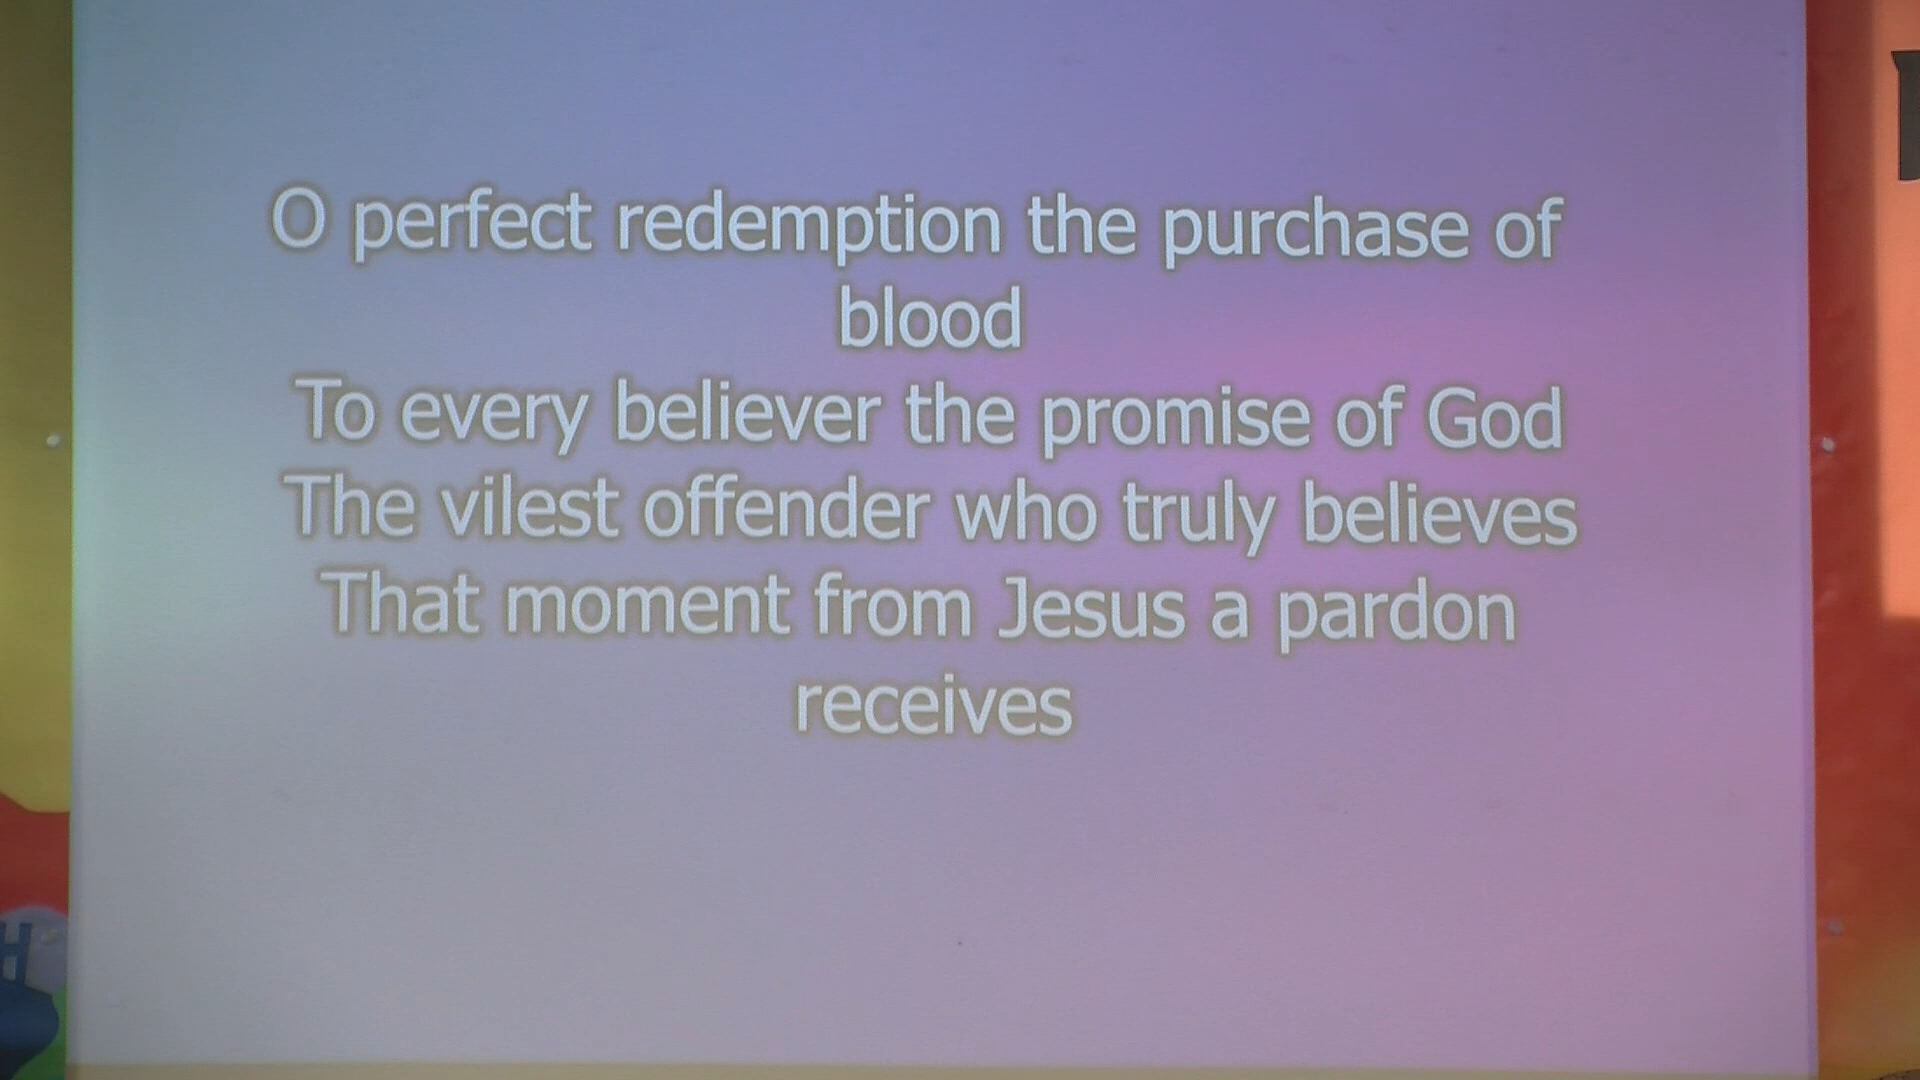 O perfect redemption the purchase of
blood
To every believer the promise of God
The vilest offender who truly believes
That moment from Jesus a pardon
receives